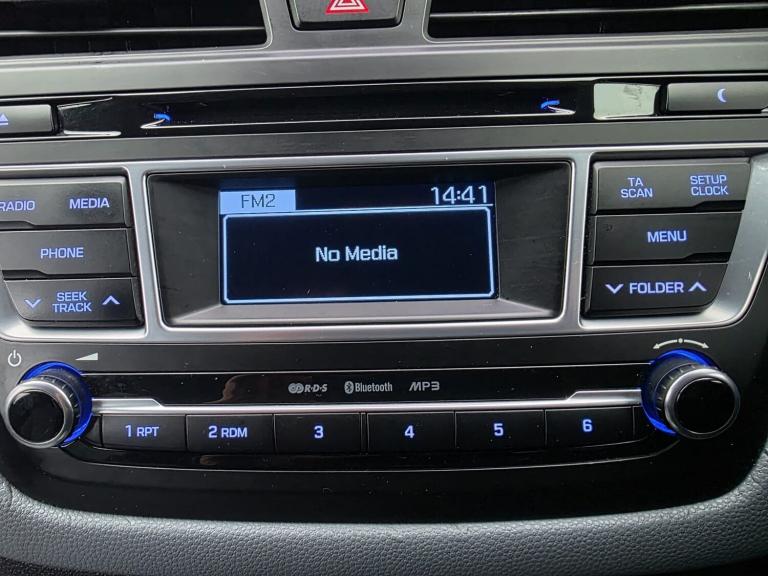 FM2 14:41
No Media
RADIO MEDIA
PHONE
SEEK
TRACK
TA
SCAN
SETUP
CLOCK
MENU
FOLDER
R·D·S Bluetooth MP3
1 RPT 2 RDM 3 4 5 6